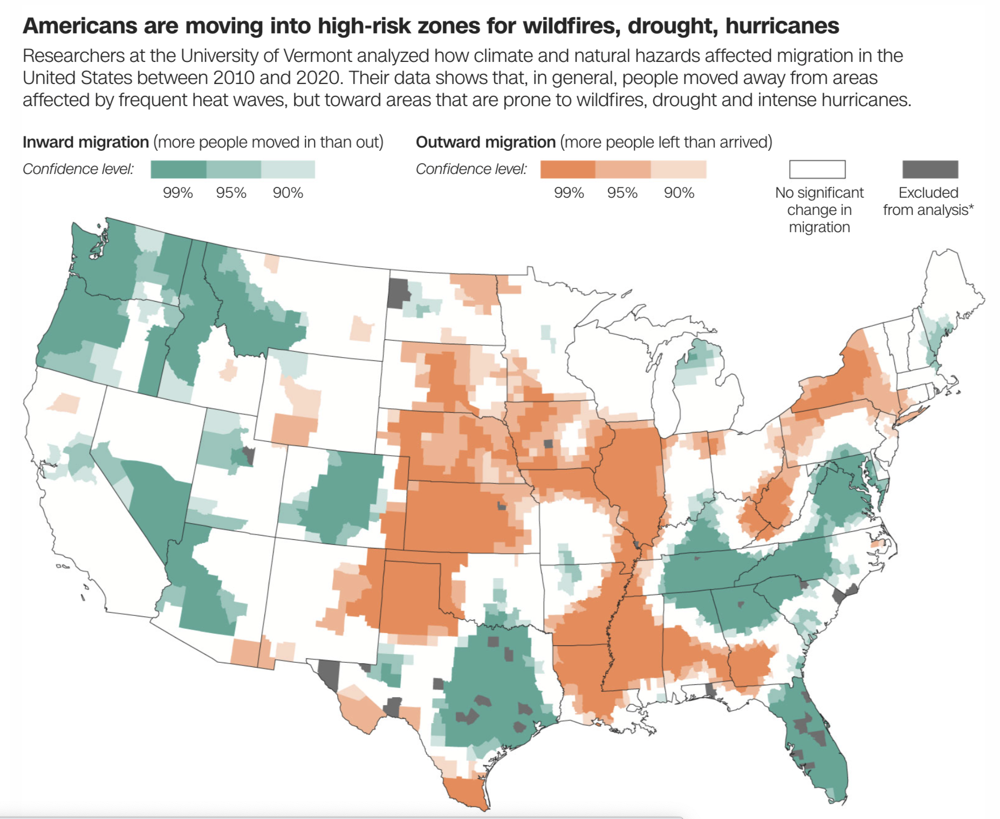 Americans are moving into high-risk zones for wildfires, drought, hurricanes
Researchers at the University of Vermont analyzed how climate and natural hazards affected migration in the
United States between 2010 and 2020. Their data shows that, in general, people moved away from areas
affected by frequent heat waves, but toward areas that are prone to wildfires, drought and intense hurricanes.
Inward migration (more people moved in than out)
Confidence level:
99% 95% 90%
Outward migration (more people left than arrived)
Confidence level:
99% 95% 90%
No significant
change in
migration
Excluded
from analysis*